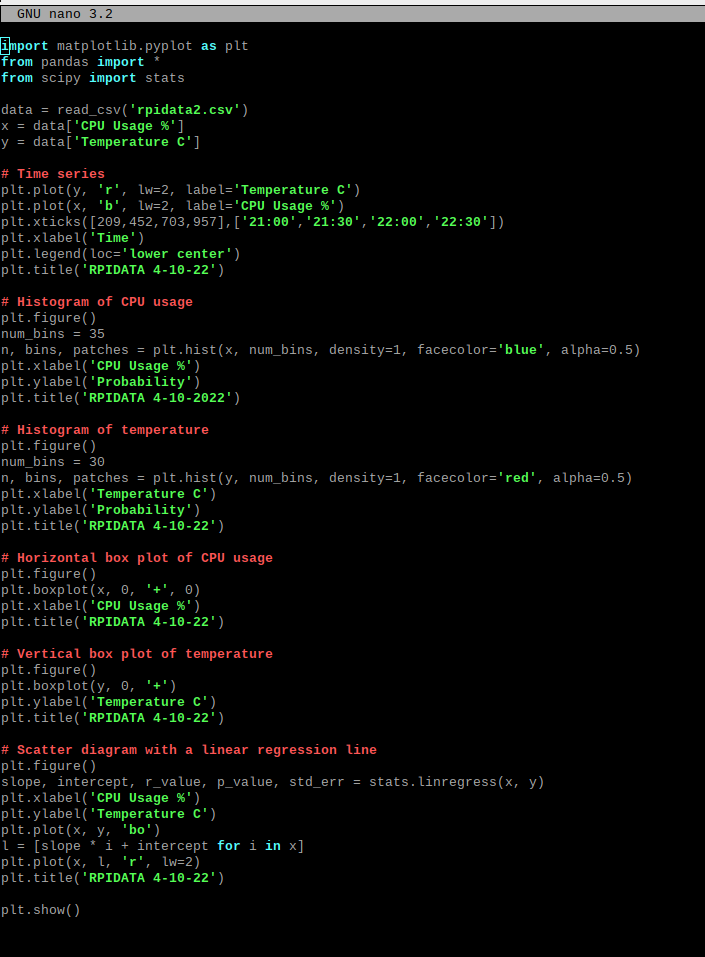 GNU nano 3.2
import matplotlib.pyplot as plt
from pandas import *
from scipy import stats
data = read_csv('rpidata2.csv')
x = data['CPU Usage %']
y = data['Temperature C']
# Time series
plt.plot(y, 'r', lw=2, label='Temperature C')
plt.plot(x, 'b', lw=2, label='CPU Usage %')
plt.xticks([209,452,703,957],['21:00','21:30','22:00','22:30'])
plt.xlabel('Time')
plt.legend(loc='lower center')
plt.title('RPIDATA 4-10-22')
# Histogram of CPU usage
plt.figure()
num_bins = 35
n, bins, patches = plt.hist(x, num_bins, density=1, facecolor='blue', alpha=0.5)
plt.xlabel('CPU Usage %')
plt.ylabel('Probability')
plt.title('RPIDATA 4-10-2022')
# Histogram of temperature
plt.figure()
num_bins = 30
n, bins, patches = plt.hist(y, num_bins, density=1, facecolor='red', alpha=0.5)
plt.xlabel('Temperature C')
plt.ylabel('Probability')
plt.title('RPIDATA 4-10-22')
# Horizontal box plot of CPU usage
plt.figure()
plt.boxplot(x, 0, '+', 0)
plt.xlabel('CPU Usage %')
plt.title('RPIDATA 4-10-22')
# Vertical box plot of temperature
plt.figure()
plt.boxplot(y, 0, '+')
plt.ylabel('Temperature C')
plt.title('RPIDATA 4-10-22')
# Scatter diagram with a linear regression line
plt.figure()
slope, intercept, r_value, p_value, std_err = stats.linregress(x, y)
plt.xlabel('CPU Usage %')
plt.ylabel('Temperature C')
plt.plot(x, y, 'bo')
l = [slope * i + intercept for i in x]
plt.plot(x, l, 'r', lw=2)
plt.title('RPIDATA 4-10-22')
plt.show()